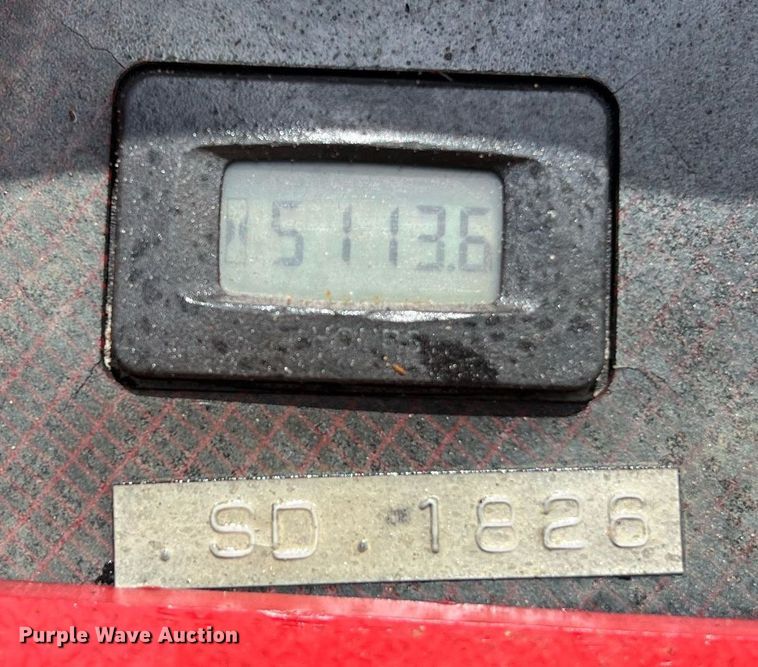 5113.6
. SD . 1826
Purple Wave Auction